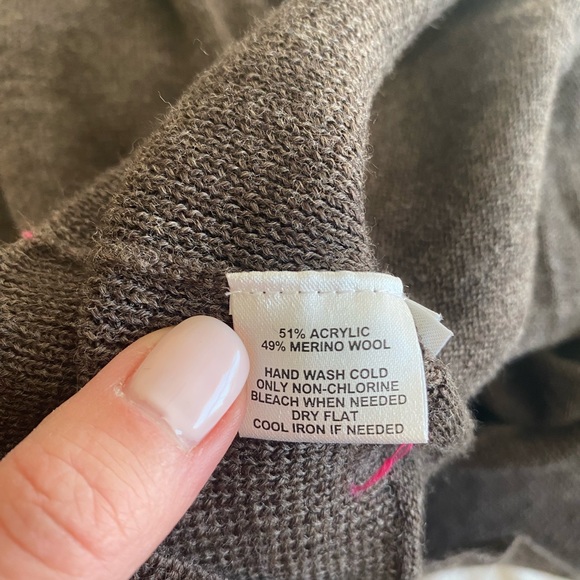 51% ACRYLIC
49% MERINO WOOL
HAND WASH COLD
ONLY NON-CHLORINE
BLEACH WHEN NEEDED
DRY FLAT
COOL IRON IF NEEDED